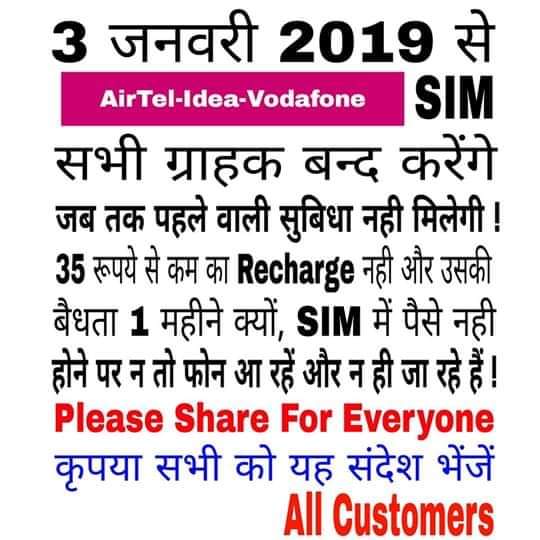 3 जनवरी 2019 से
AirTel-Idea-Vodafone SIM
सभी ग्राहक बन्द करेंगे
जब तक पहले वाली सुबिधा नही मिलेगी !
35 रूपये से कम का Recharge नही और उसकी
बैधता 1 महीने क्यों, SIM में पैसे नही
होने पर न तो फोन आ रहें और न ही जा रहे हैं !
Please Share For Everyone
कृपया सभी को यह संदेश भेंजें
All Customers